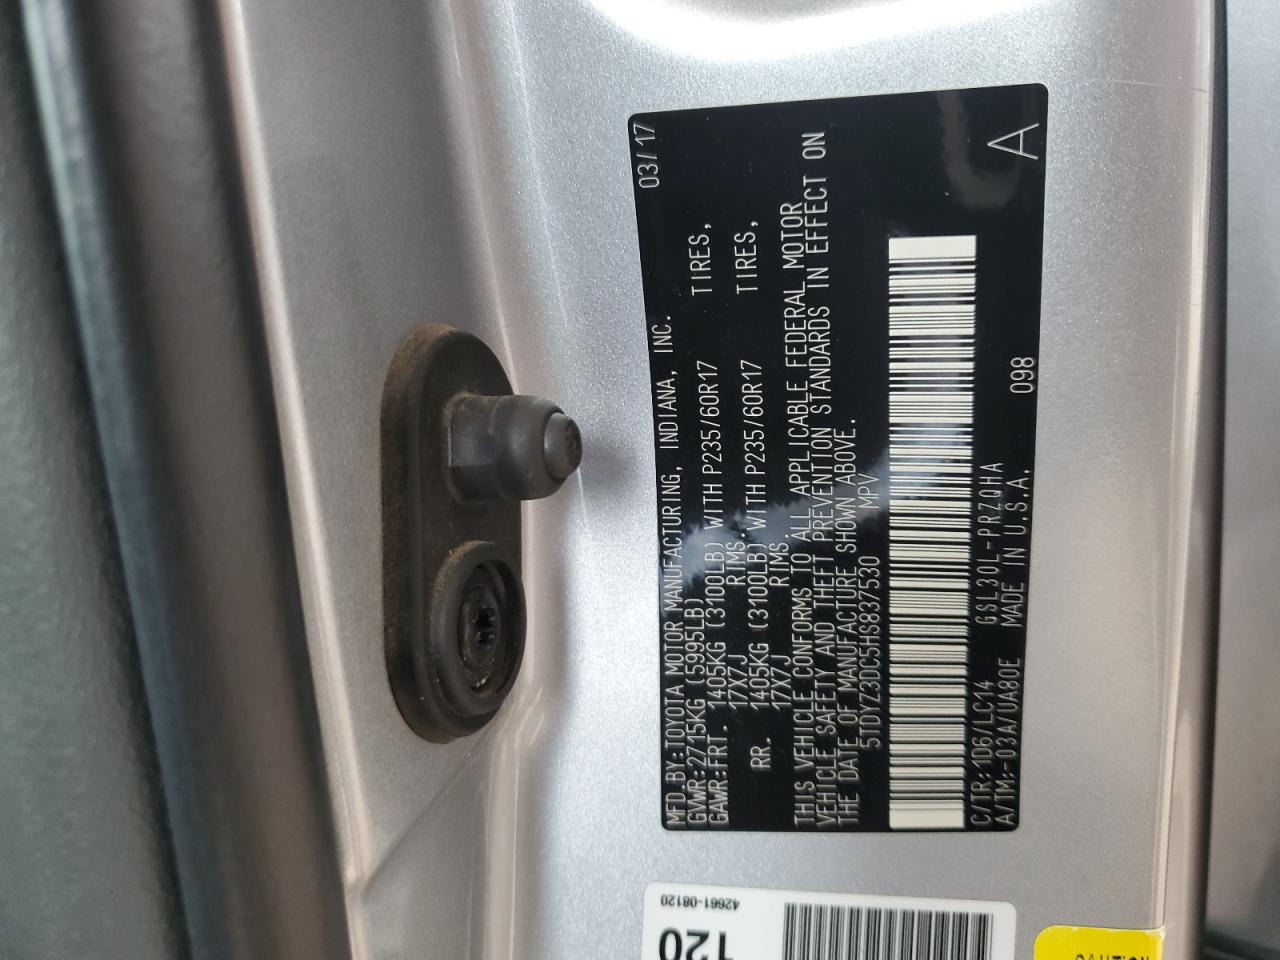 MFD.BY:TOYOTA MOTOR MANUFACTURING, INDIANA, INC. 03/17
GVWR:2715KG (5995LB)
GAWR:FRT. 1405KG (3100LB) WITH P235/60R17 TIRES,
17X7J RIMS
RR. 1405KG (3100LB) WITH P235/60R17 TIRES,
17X7J RIMS.
THIS VEHICLE CONFORMS TO ALL APPLICABLE FEDERAL MOTOR
VEHICLE SAFETY AND THEFT PREVENTION STANDARDS IN EFFECT ON
THE DATE OF MANUFACTURE SHOWN ABOVE.
5TDYZ3DC5HS837530 MPV
C/TR:1D6/LC14 GSL30L-PRZQHA
A/TM:-03A/UA80E MADE IN U.S.A. 098
A
42661-08120
120